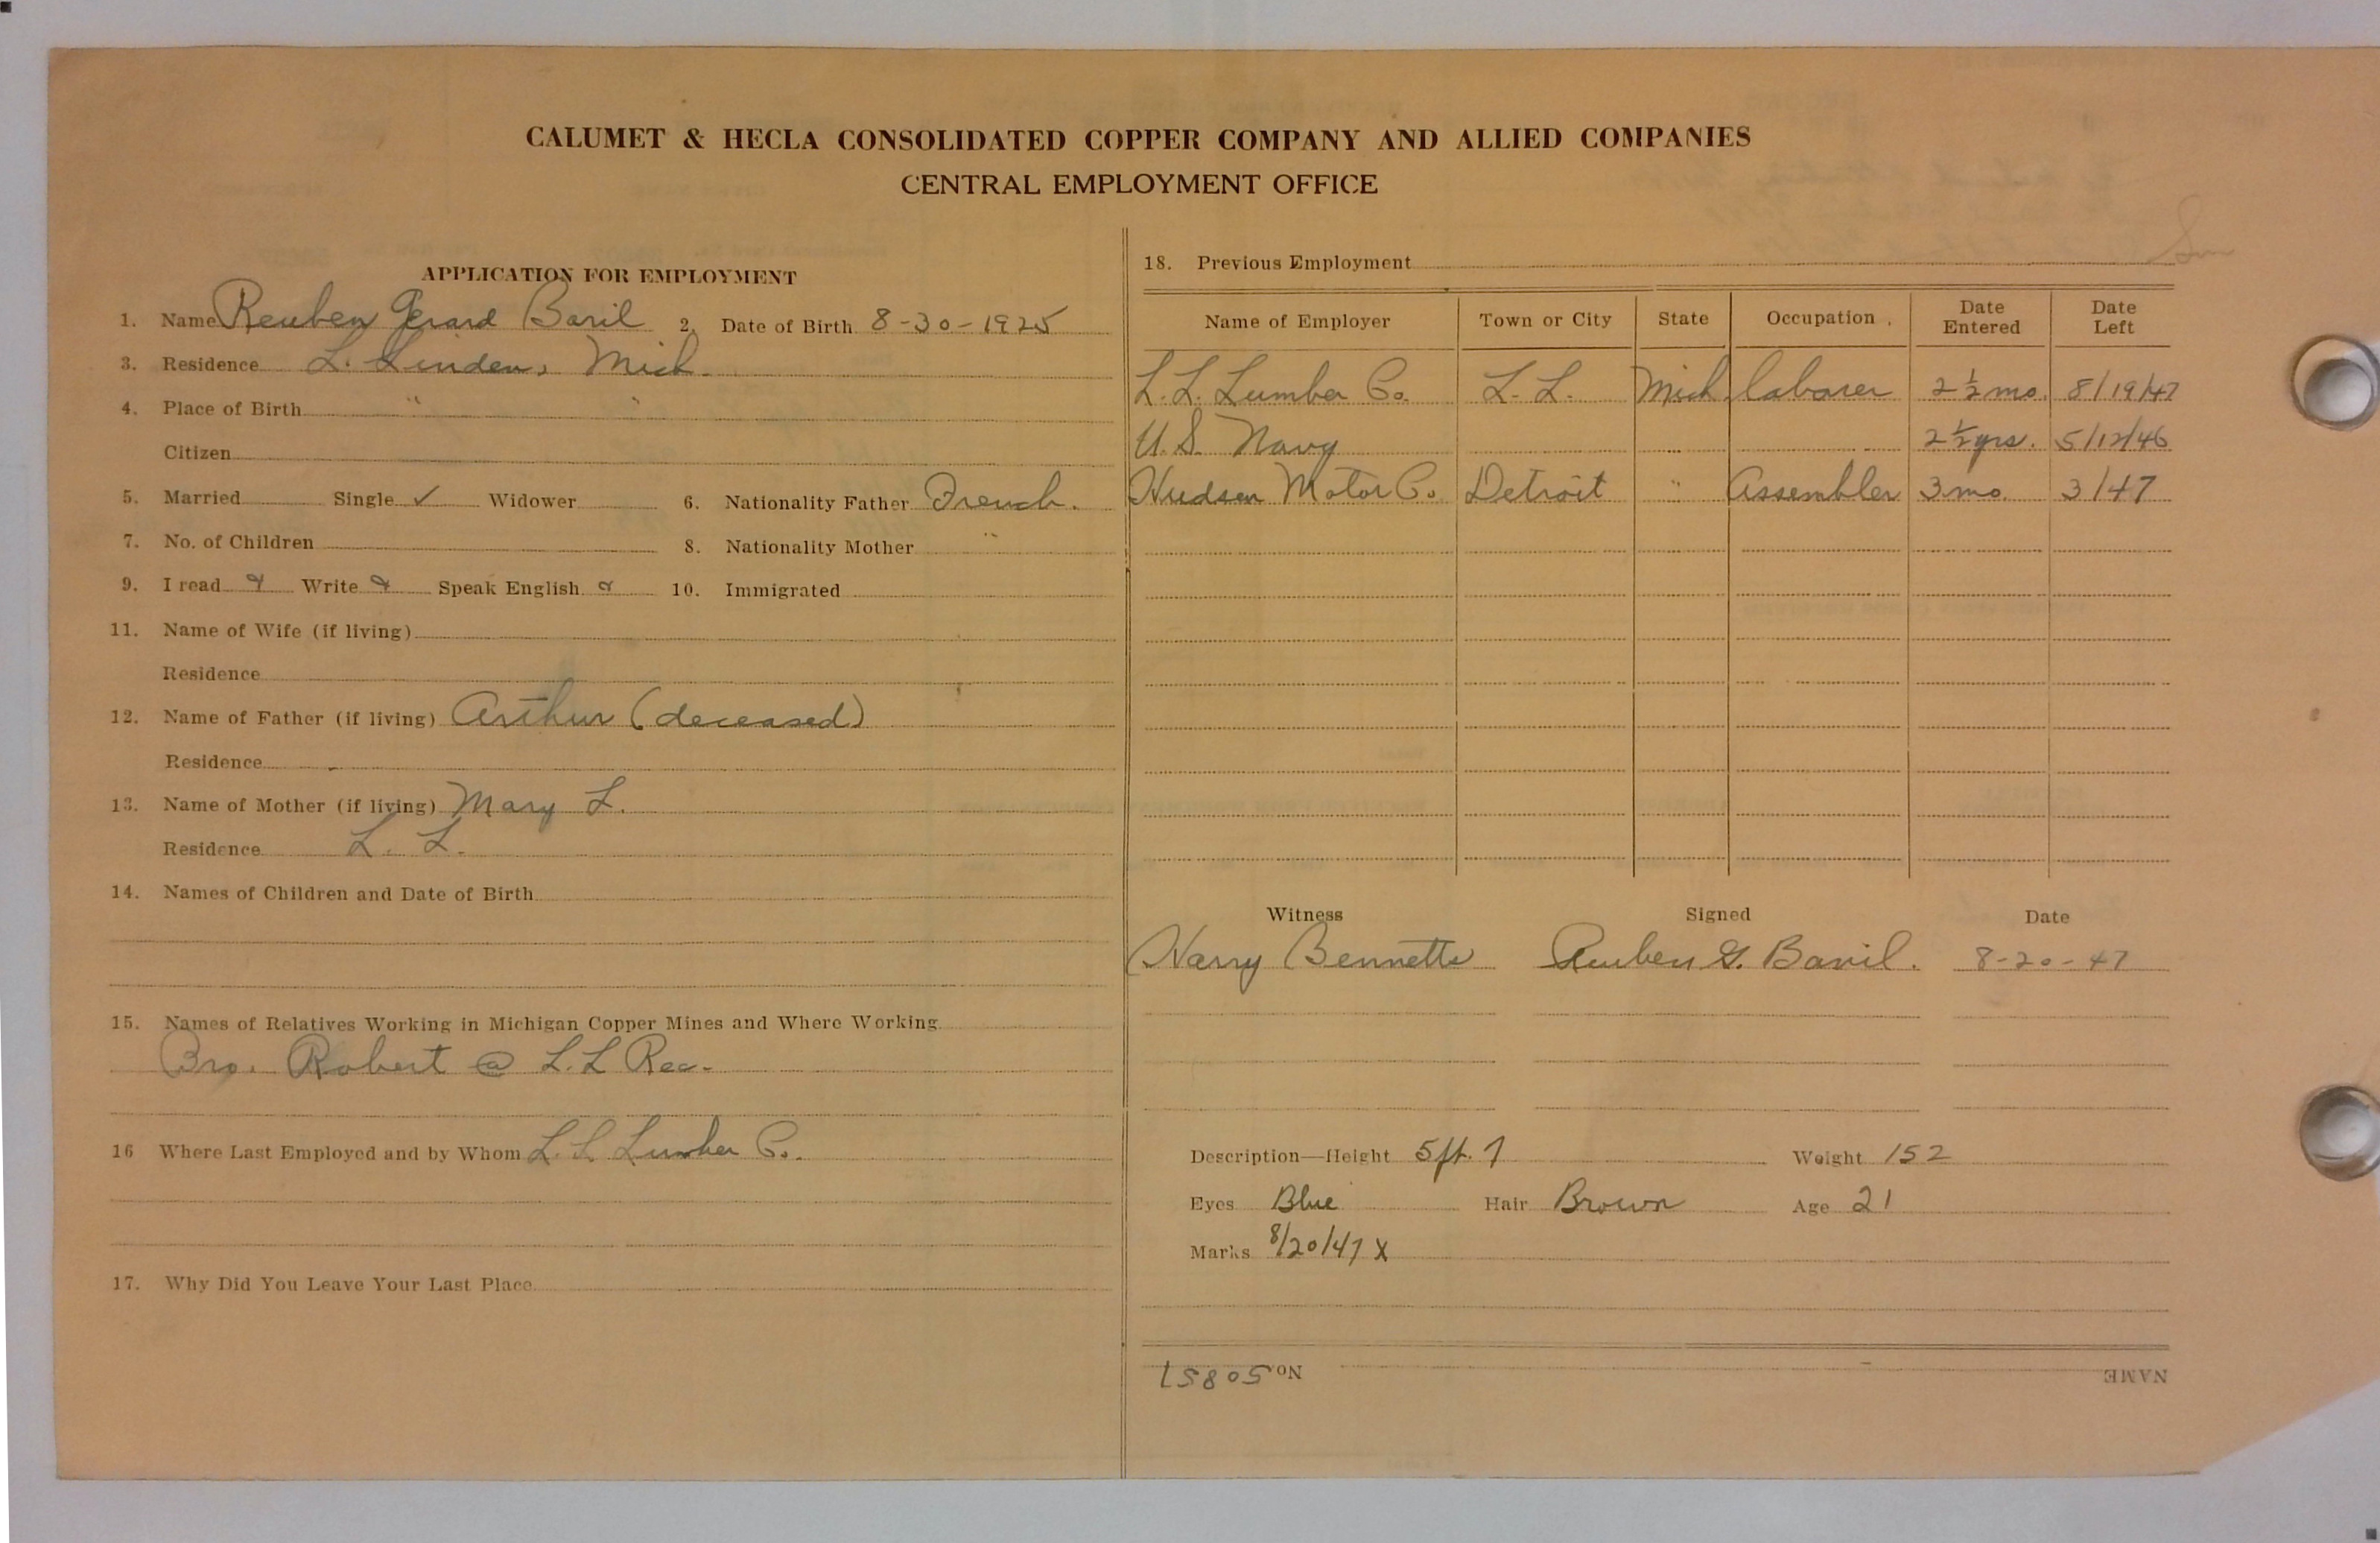 CALUMET & HECLA CONSOLIDATED COPPER COMPANY AND ALLIED COMPANIES
CENTRAL EMPLOYMENT OFFICE
APPLICATION FOR EMPLOYMENT
1. Name Reuben Gerard Baril 2. Date of Birth 8-30-1925
3. Residence L. Linden, Mich.
4. Place of Birth " "
Citizen
5. Married Single ✓ Widower 6. Nationality Father French.
7. No. of Children 8. Nationality Mother "
9. I read Write Speak English 10. Immigrated
11. Name of Wife (if living)
Residence
12. Name of Father (if living) Arthur (deceased)
Residence
13. Name of Mother (if living) Mary L.
Residence L. L.
14. Names of Children and Date of Birth
15. Names of Relatives Working in Michigan Copper Mines and Where Working
Bro. Robert @ L.L Rec.
16 Where Last Employed and by Whom L. L Lumber Co.
17. Why Did You Leave Your Last Place
18. Previous Employment
Name of Employer Town or City State Occupation Date Entered Date Left
L. L. Lumber Co. L. L. Mich. laborer 2 1/2 mo. 8/19/47
U.S. Navy 2 1/2 yrs. 5/12/46
Hudson Motor Co. Detroit " Assembler 3 mo. 3/47
Witness Signed Date
Harry Bennetts Reuben G. Baril. 8-20-47
Description—Height 5 ft. 7 Weight 152
Eyes Blue Hair Brown Age 21
Marks 8/20/47 X
NAME No. 50851